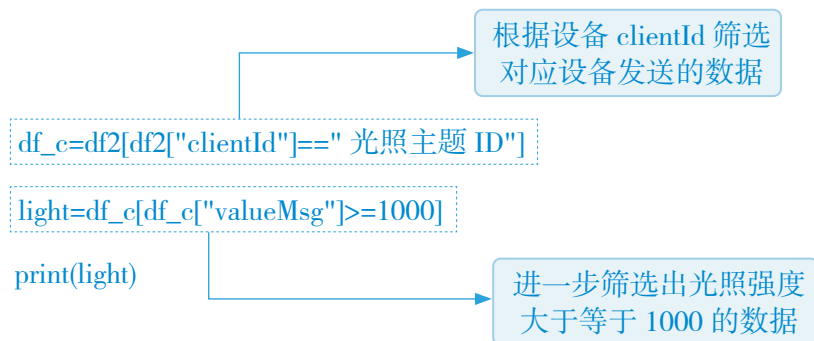 根据设备 clientId 筛选
对应设备发送的数据
df_c=df2[df2["clientId"]==" 光照主题 ID"]
light=df_c[df_c["valueMsg"]>=1000]
print(light)
进一步筛选出光照强度
大于等于 1000 的数据